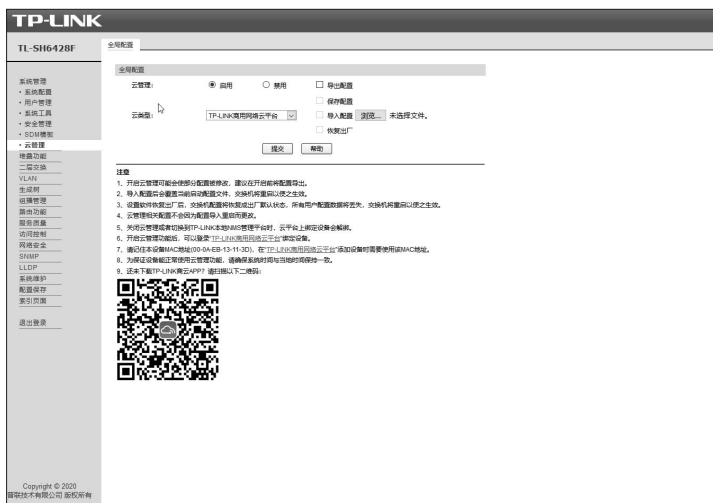 TP-LINK
TL-SH6428F
全局配置
系统管理
• 系统配置
• 用户管理
• 系统工具
• 安全管理
• SDM模板
• 云管理
地址功能
二层交换
VLAN
生成树
组播管理
路由功能
服务质量
访问控制
网络安全
SNMP
LLDP
系统维护
配置保存
索引页面
退出登录
Copyright © 2020
普联技术有限公司 版权所有
全局配置
云管理: 启用 禁用 导出配置
保存配置
云类型: TP-LINK商用网络云平台 导入配置 浏览... 未选择文件。
恢复出厂
提交 帮助
注意
1、开启云管理可能会使部分配置被修改，建议在开启前将配置导出。
2、导入配置后会覆盖当前启动配置文件，交换机将重启以使之生效。
3、设置软件恢复出厂后，交换机配置将恢复成出厂默认状态，所有用户配置数据将丢失，交换机将重启以使之生效。
4、云管理相关配置不会因为配置导入重启而更改。
5、关闭云管理或者切换到TP-LINK本地NMS管理平台时，云平台上绑定设备会解绑。
6、开启云管理功能后，可以登录"TP-LINK商用网络云平台"绑定设备。
7、请记住本设备MAC地址(00-0A-EB-13-11-3D)，在"TP-LINK商用网络云平台"添加设备时需要使用该MAC地址。
8、为保证设备能正常使用云管理功能，请确保系统时间与当地时间保持一致。
9、还未下载TP-LINK商云APP？请扫描以下二维码：